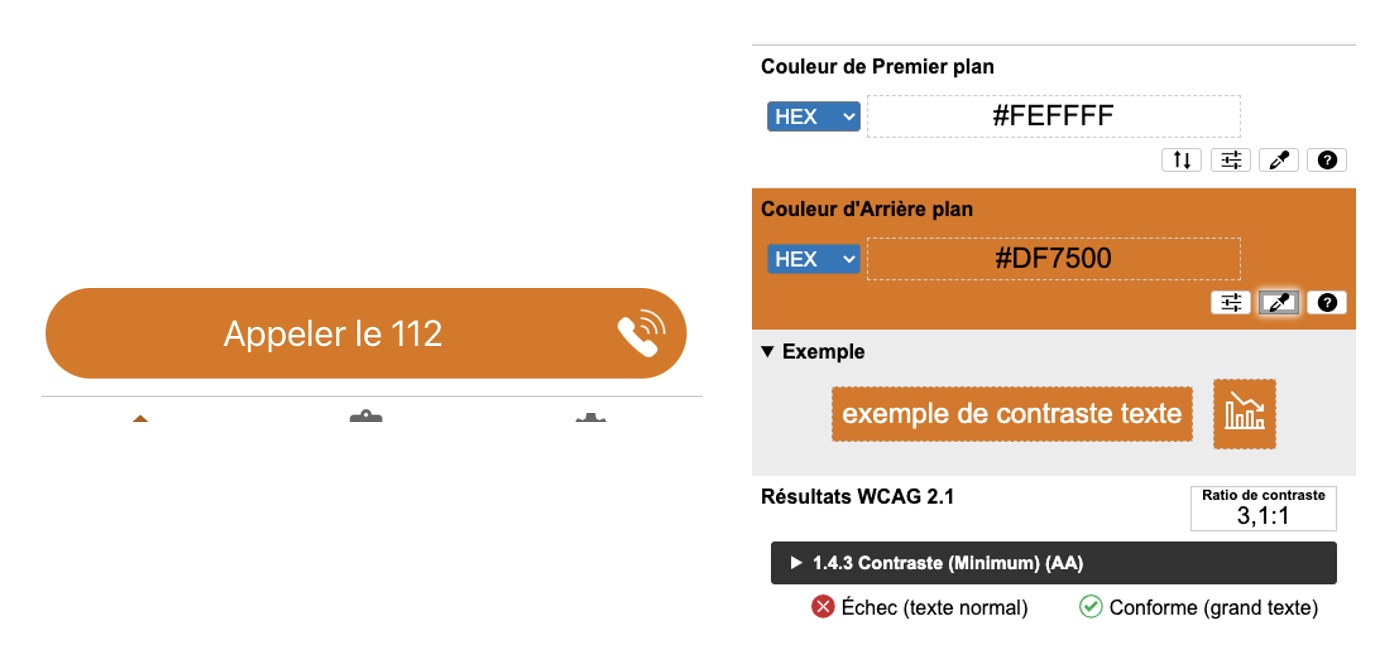 Appeler le 112
Couleur de Premier plan
HEX
#FEFFFF
?
Couleur d'Arrière plan
HEX
#DF7500
?
▼ Exemple
exemple de contraste texte
Résultats WCAG 2.1
Ratio de contraste
3,1:1
▶ 1.4.3 Contraste (Minimum) (AA)
Échec (texte normal)
Conforme (grand texte)